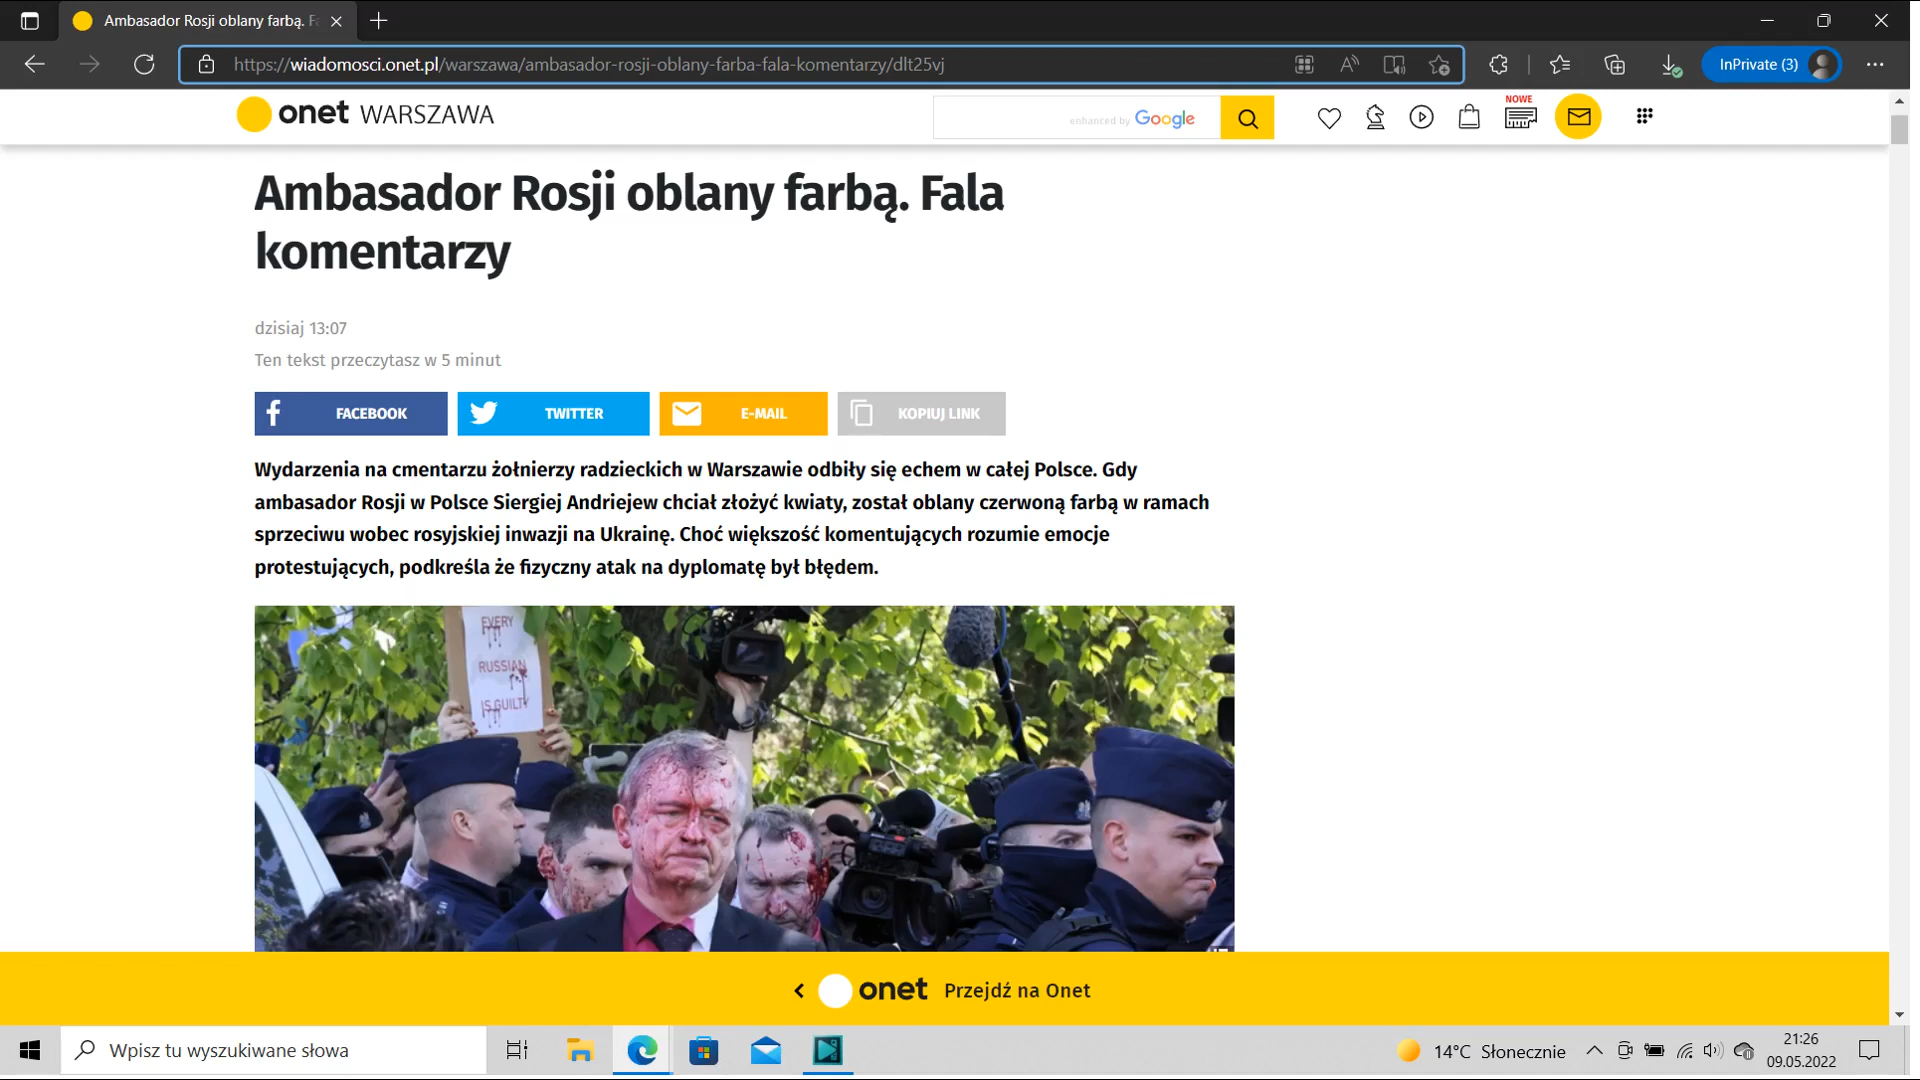 Ambasador Rosji oblany farbą. Fa
https://wiadomosci.onet.pl/warszawa/ambasador-rosji-oblany-farba-fala-komentarzy/dlt25vj
InPrivate (3)
onet WARSZAWA
enhanced by Google
NOWE
Ambasador Rosji oblany farbą. Fala
komentarzy
dzisiaj 13:07
Ten tekst przeczytasz w 5 minut
FACEBOOK TWITTER E-MAIL KOPIUJ LINK
Wydarzenia na cmentarzu żołnierzy radzieckich w Warszawie odbiły się echem w całej Polsce. Gdy
ambasador Rosji w Polsce Siergiej Andriejew chciał złożyć kwiaty, został oblany czerwoną farbą w ramach
sprzeciwu wobec rosyjskiej inwazji na Ukrainę. Choć większość komentujących rozumie emocje
protestujących, podkreśla że fizyczny atak na dyplomatę był błędem.
EVERY
RUSSIAN
IS GUILTY
onet Przejdź na Onet
Wpisz tu wyszukiwane słowa
14°C Słonecznie
21:26
09.05.2022